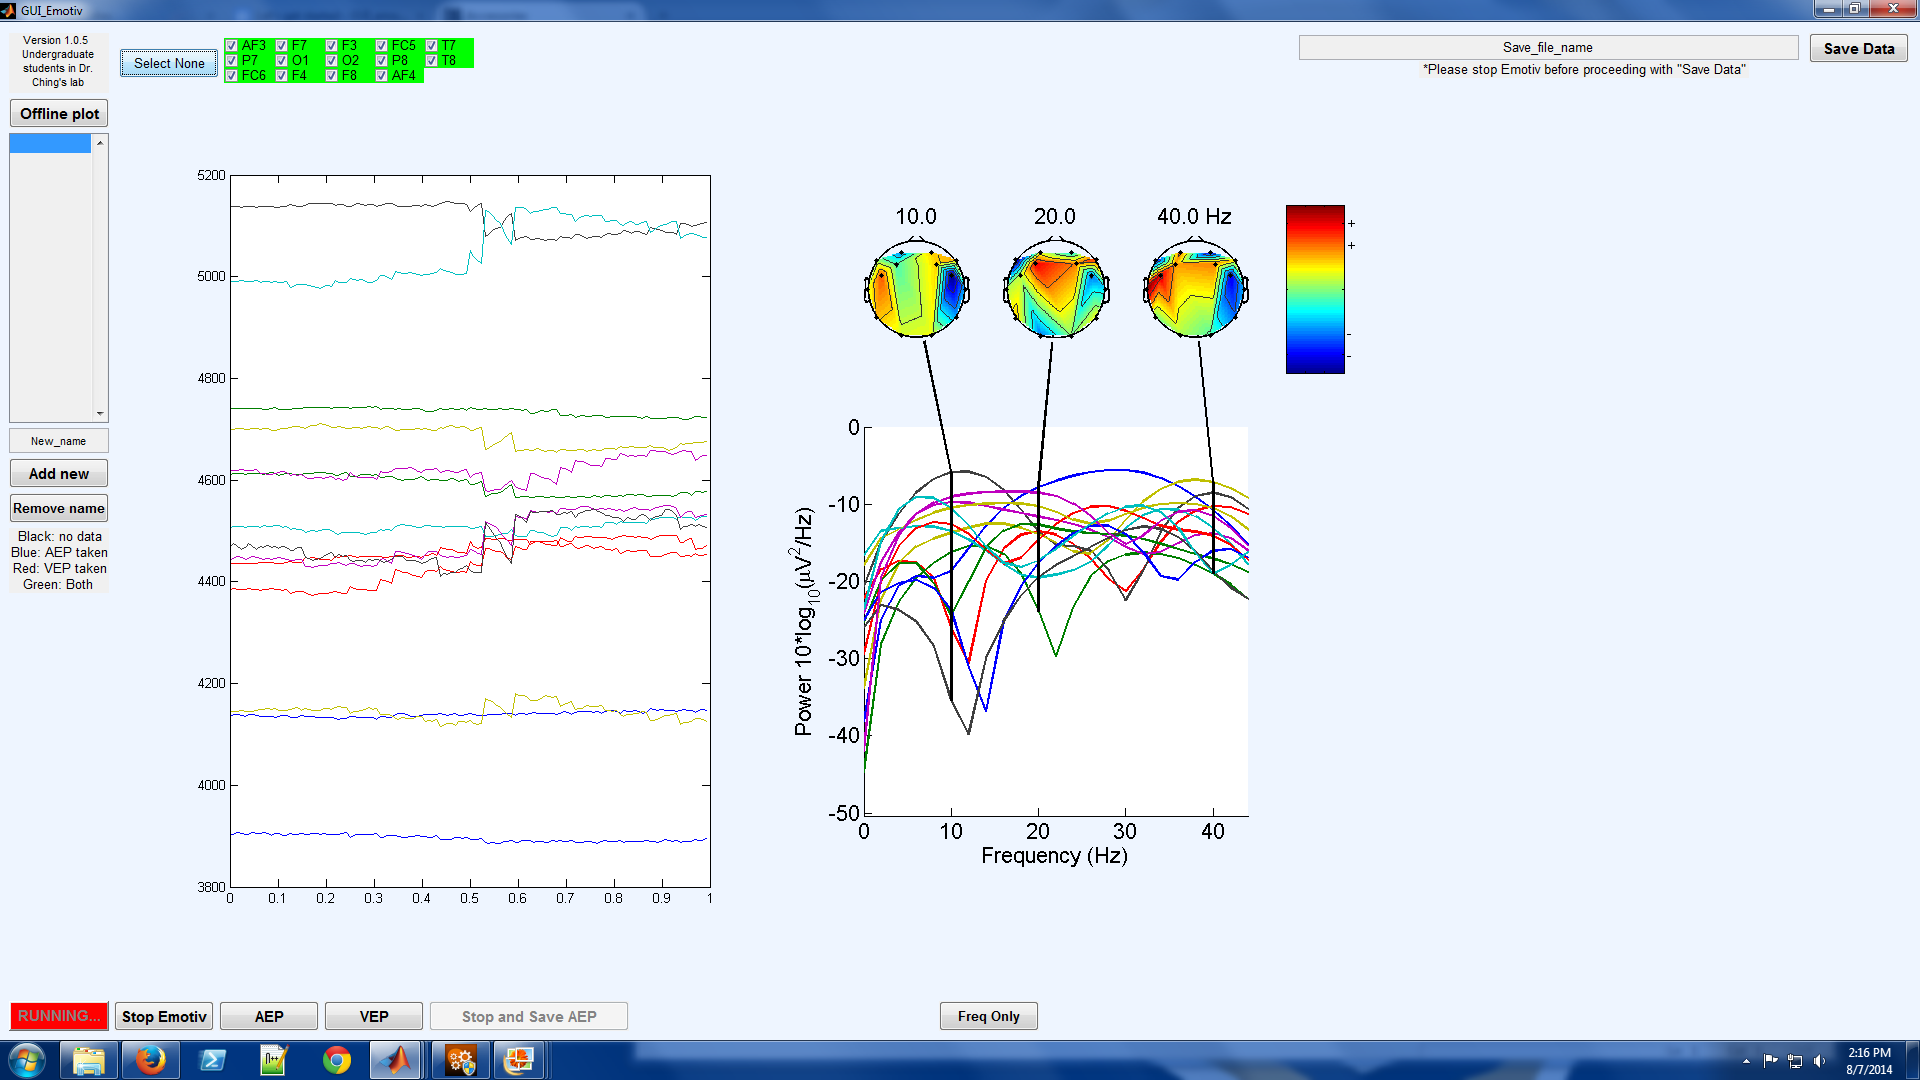 GUI_Emotiv
Version 1.0.5
Undergraduate
students in Dr.
Ching's lab
Select None
AF3 F7 F3 FC5 T7
P7 O1 O2 P8 T8
FC6 F4 F8 AF4
Save_file_name
Save Data
*Please stop Emotiv before proceeding with "Save Data"
Offline plot
New_name
Add new
Remove name
Black: no data
Blue: AEP taken
Red: VEP taken
Green: Both
5200
5000
4800
4600
4400
4200
4000
3800
0 0.1 0.2 0.3 0.4 0.5 0.6 0.7 0.8 0.9 1
10.0 20.0 40.0 Hz
+
+
-
-
0
-10
-20
-30
-40
-50
Power 10*log10(μV2/Hz)
0 10 20 30 40
Frequency (Hz)
RUNNING...
Stop Emotiv
AEP
VEP
Stop and Save AEP
Freq Only
2:16 PM
8/7/2014